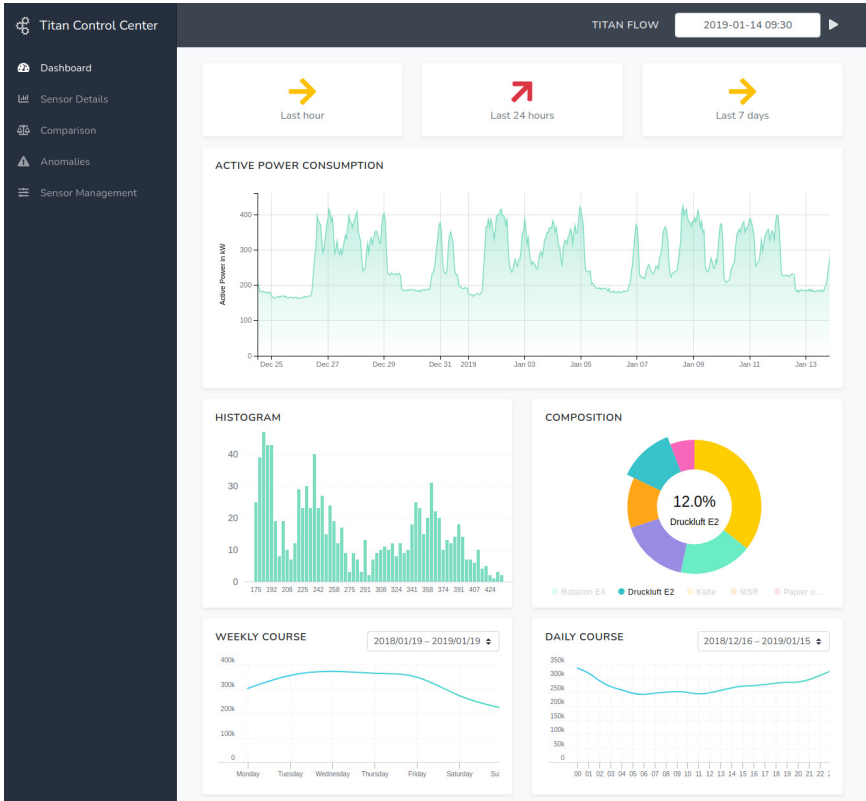 Titan Control Center
TITAN FLOW
2019-01-14 09:30
Dashboard
Sensor Details
Comparison
Anomalies
Sensor Management
Last hour
Last 24 hours
Last 7 days
ACTIVE POWER CONSUMPTION
Active Power in kW
400
300
200
100
0
Dec 25 Dec 27 Dec 29 Dec 31 2019 Jan 03 Jan 05 Jan 07 Jan 09 Jan 11 Jan 13
HISTOGRAM
40
30
20
10
0
175 192 208 225 242 258 275 291 308 324 341 358 374 391 407 424
COMPOSITION
12.0%
Druckluft E2
Rotation E4 Druckluft E2 Kälte MSR Papier u...
WEEKLY COURSE
2018/01/19 – 2019/01/19
400k
300k
200k
100k
0
Monday Tuesday Wednesday Thursday Friday Saturday Su
DAILY COURSE
2018/12/16 – 2019/01/15
350k
300k
250k
200k
150k
100k
50k
0
00 01 02 03 04 05 06 07 08 09 10 11 12 13 14 15 16 17 18 19 20 21 22